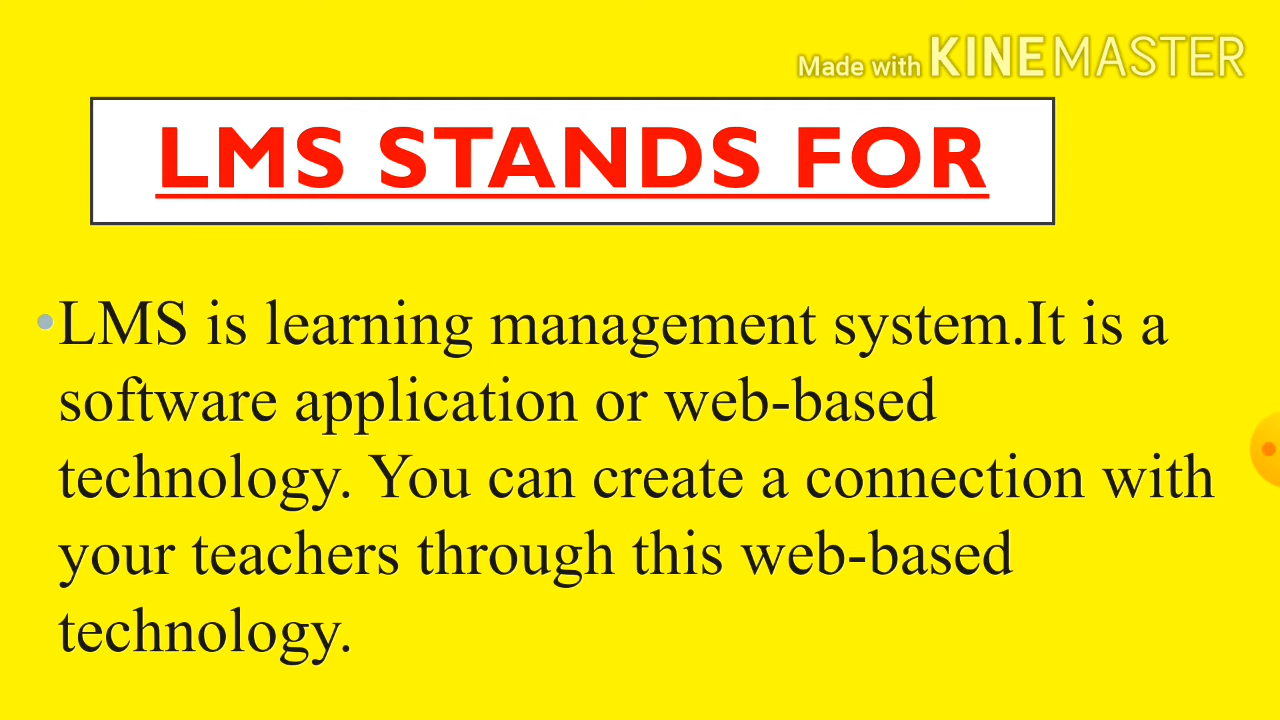 Made with KINEMASTER
LMS STANDS FOR
•LMS is learning management system.It is a
software application or web-based
technology. You can create a connection with
your teachers through this web-based
technology.